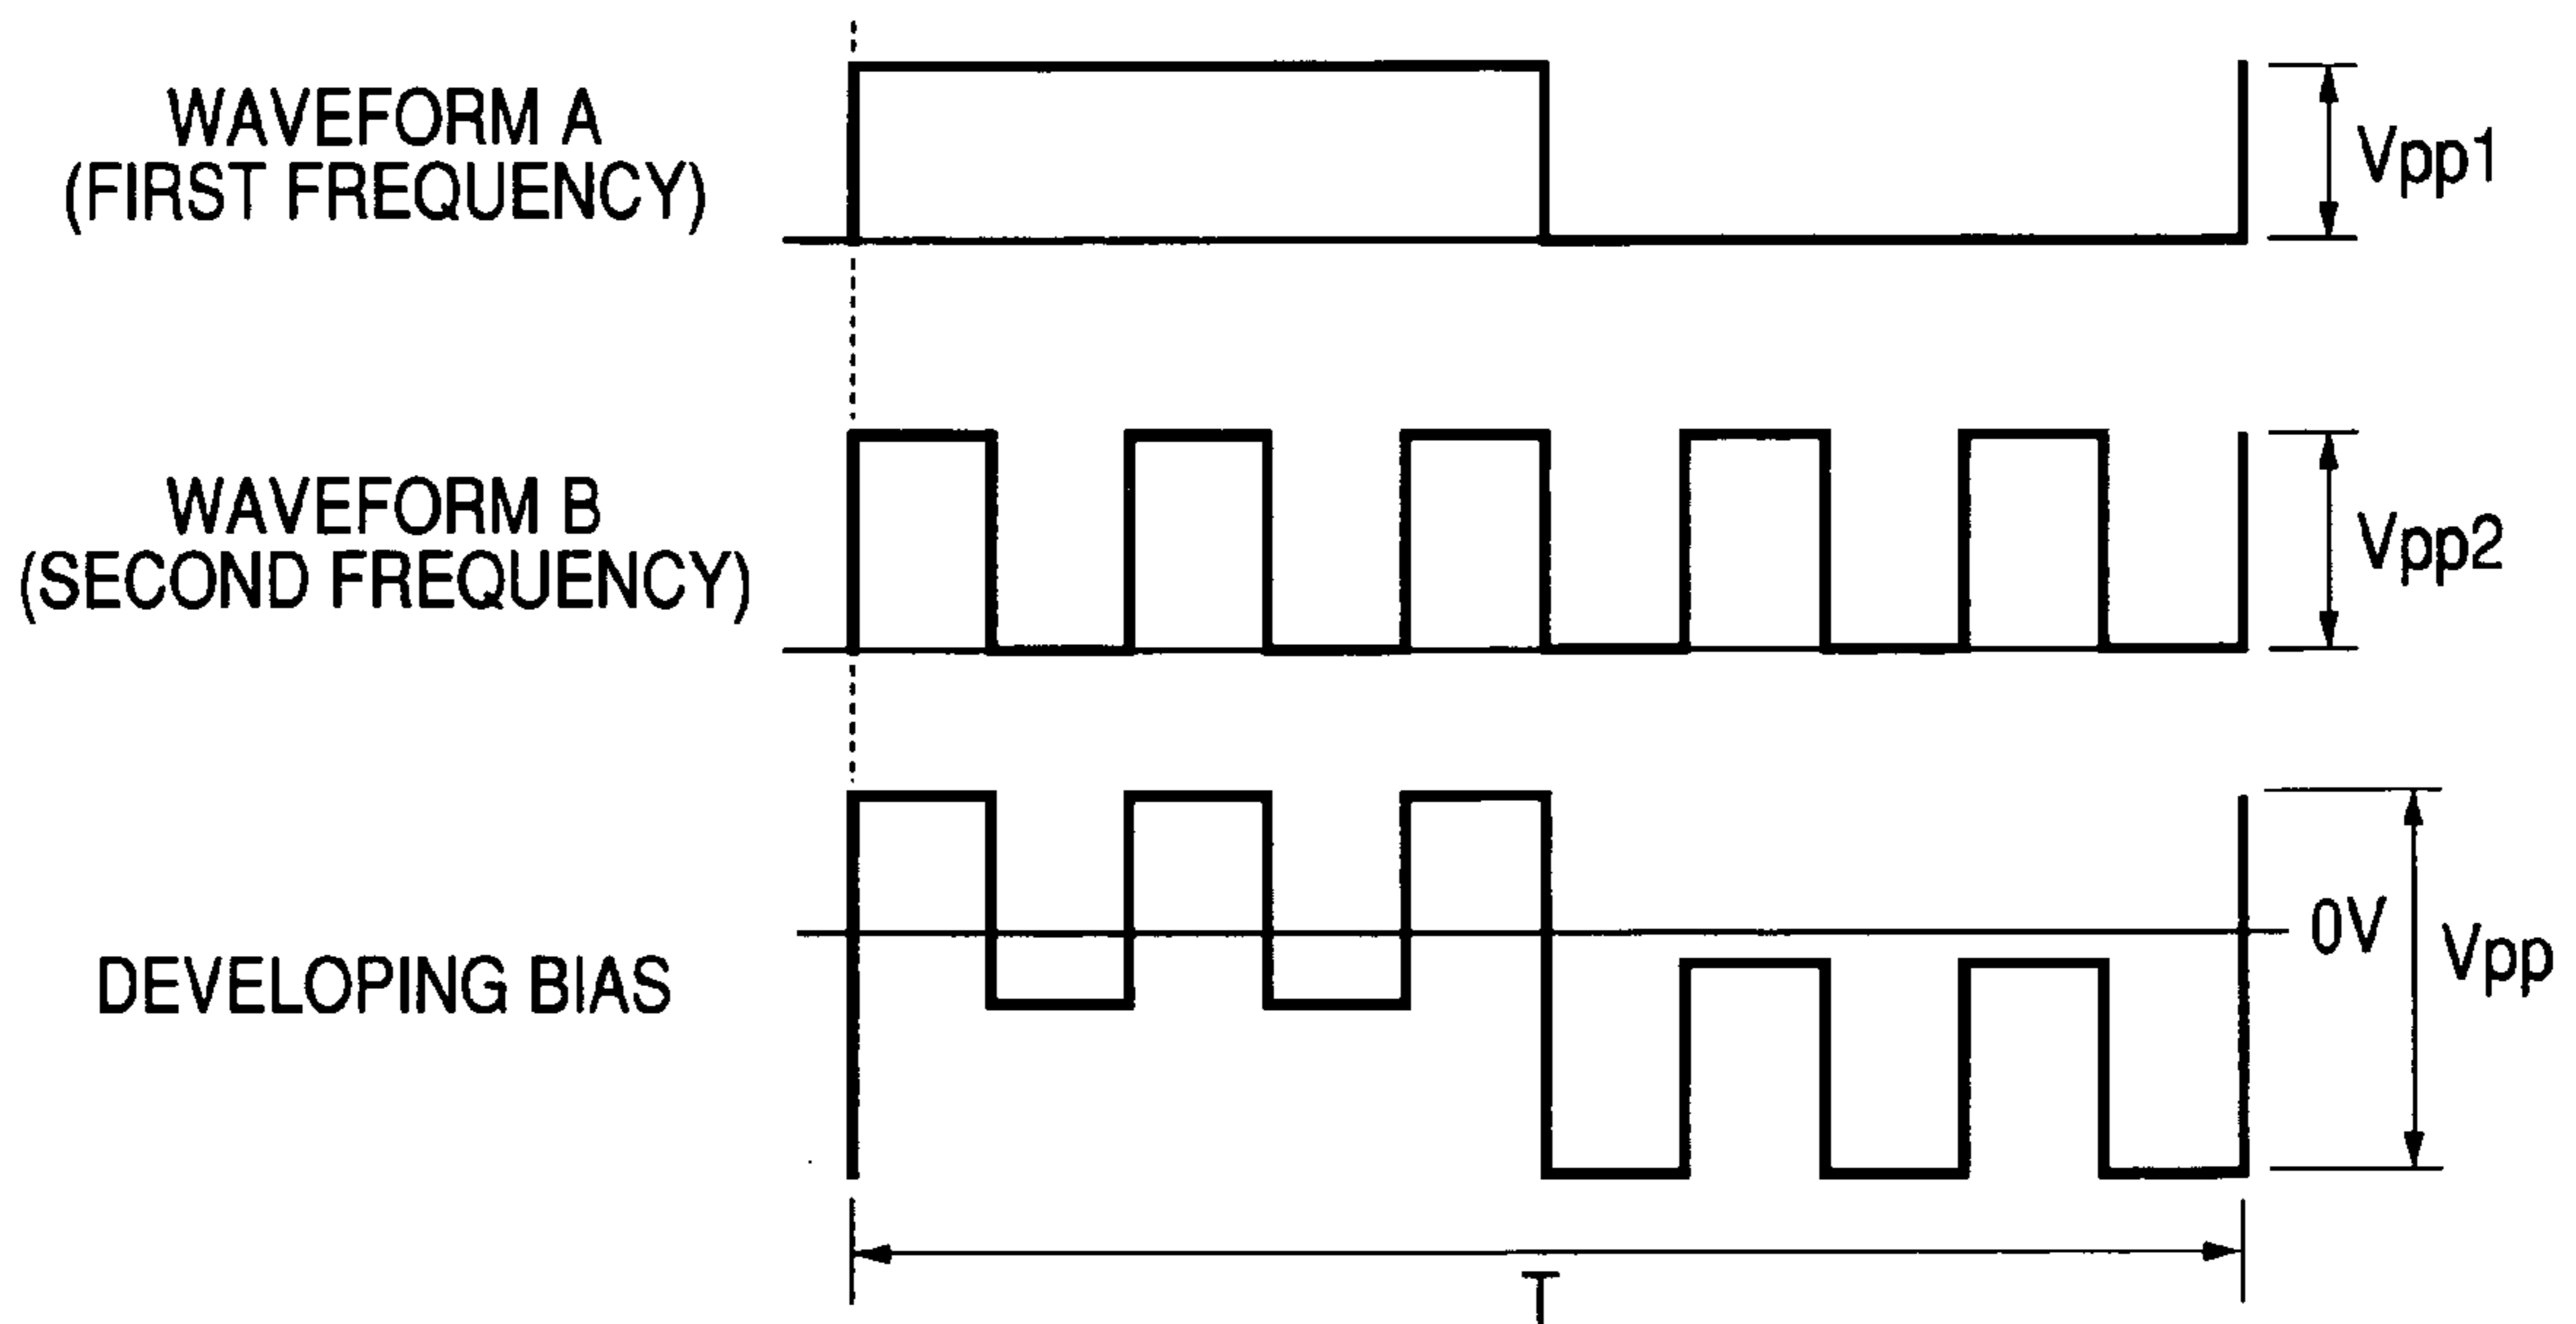 WAVEFORM A
(FIRST FREQUENCY)
Vpp1
WAVEFORM B
(SECOND FREQUENCY)
Vpp2
DEVELOPING BIAS
0V
Vpp
T